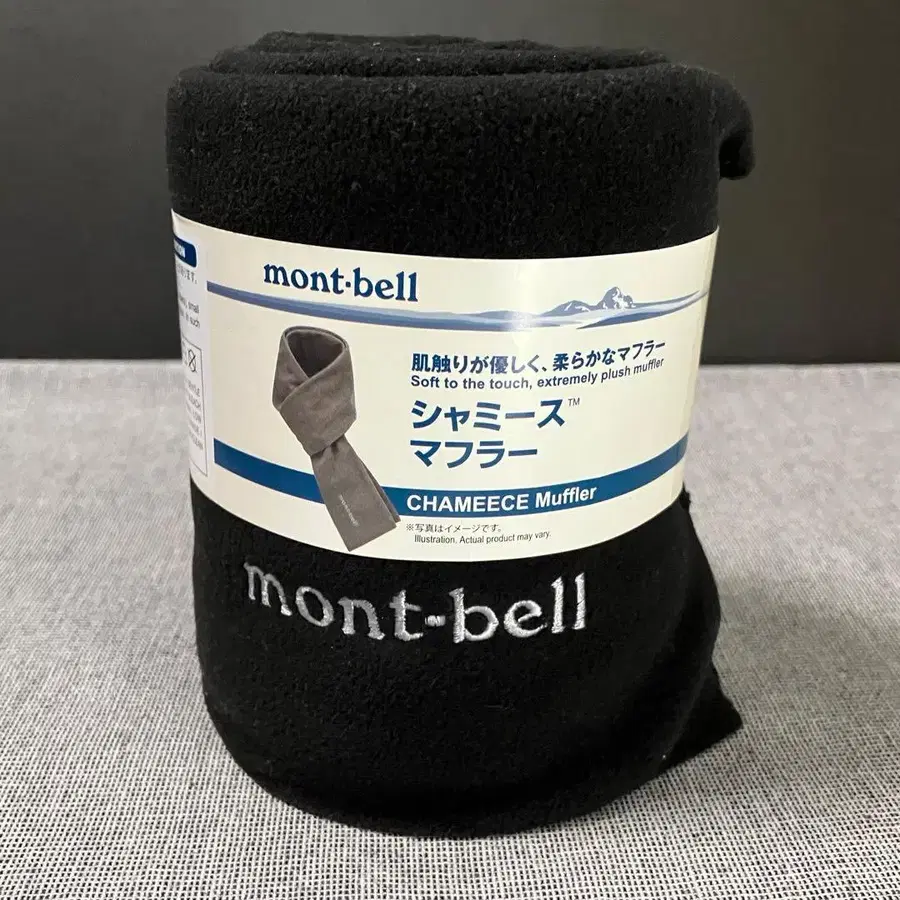 mont-bell
肌触りが優しく、柔らかなマフラー
Soft to the touch, extremely plush muffler
シャミース™
マフラー
CHAMEECE Muffler
※写真はイメージです。
Illustration. Actual product may vary.
small
such
mont-bell